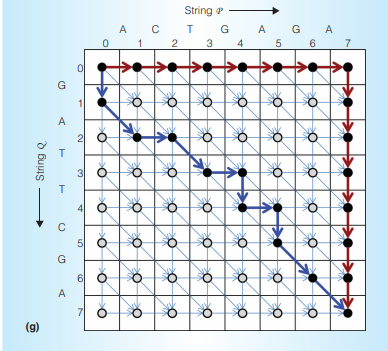 String 𝒫
A C T G A G A
0 1 2 3 4 5 6 7
0
G
1
A
2
T
3
T
4
C
5
G
6
A
7
String 𝒬
(g)